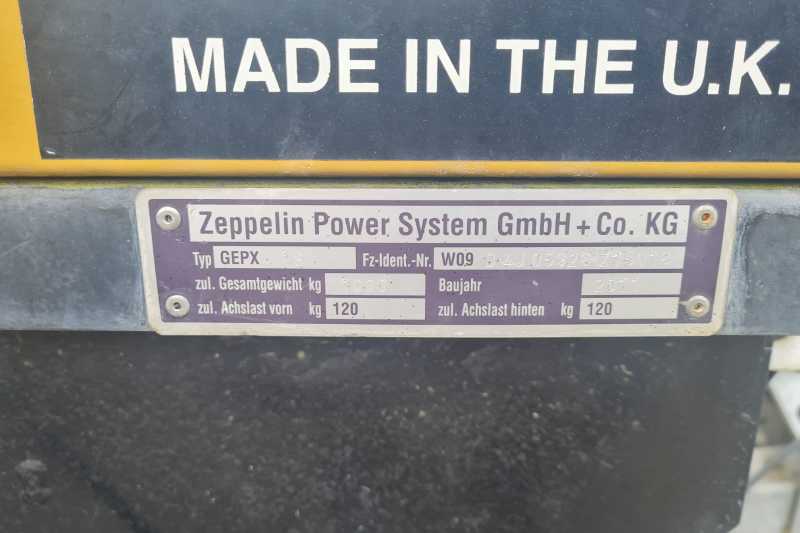 MADE IN THE U.K.
Zeppelin Power System GmbH + Co. KG
Typ GEPX Fz-Ident.-Nr. W09
zul. Gesamtgewicht kg Baujahr
zul. Achslast vorn kg 120 zul. Achslast hinten kg 120